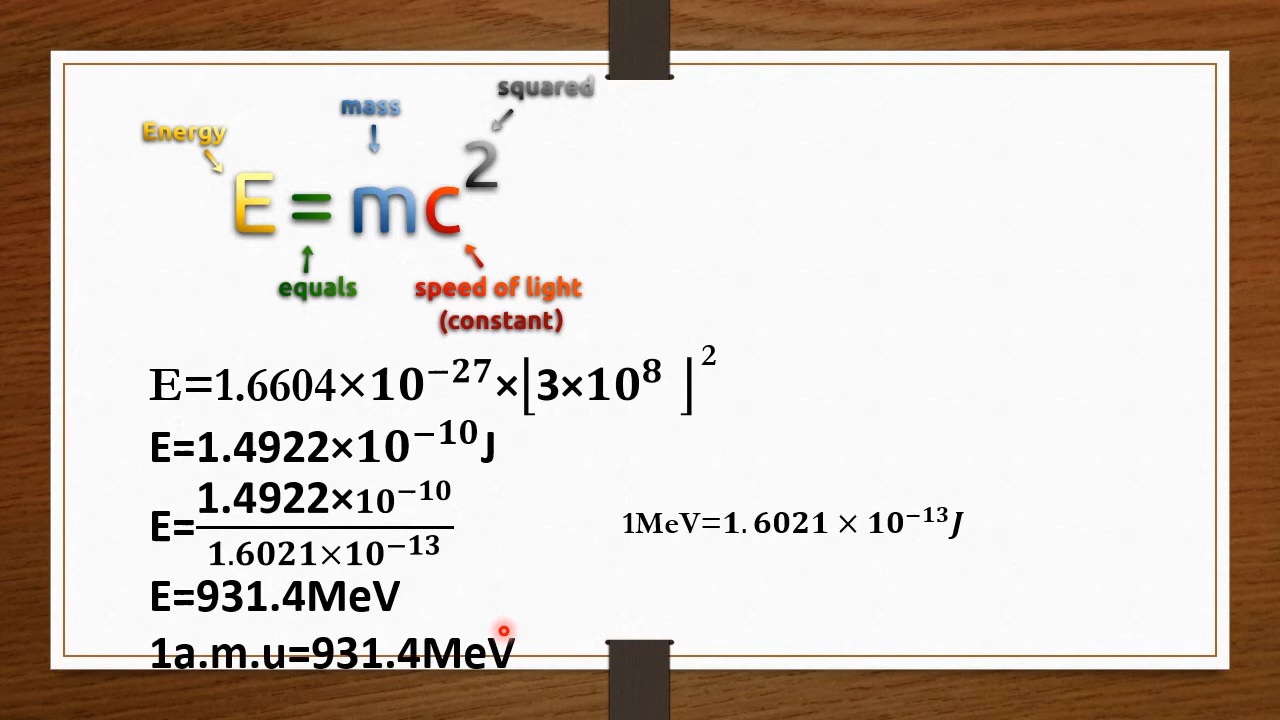 squared
mass
Energy
E = mc²
equals
speed of light
(constant)
E=1.6604×10⁻²⁷×⌊3×10⁸ ⌋²
E=1.4922×10⁻¹⁰J
1.4922×10⁻¹⁰
E=
1.6021×10⁻¹³
1MeV=1.6021 × 10⁻¹³J
E=931.4MeV
1a.m.u=931.4MeV